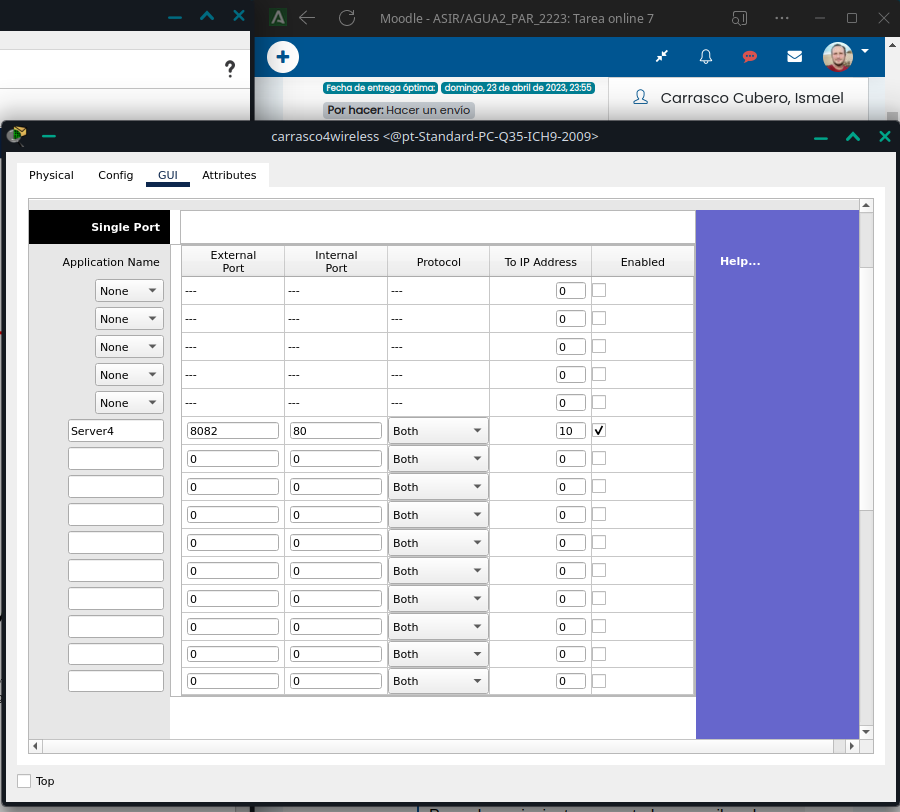 Moodle - ASIR/AGUA2_PAR_2223: Tarea online 7
?
Fecha de entrega óptima: domingo, 23 de abril de 2023, 23:55
Por hacer: Hacer un envío
Carrasco Cubero, Ismael
carrasco4wireless <@pt-Standard-PC-Q35-ICH9-2009>
Physical Config GUI Attributes
Single Port
Application Name External Port Internal Port Protocol To IP Address Enabled
Help...
None --- --- --- 0
None --- --- --- 0
None --- --- --- 0
None --- --- --- 0
None --- --- --- 0
Server4 8082 80 Both 10
0 0 Both 0
0 0 Both 0
0 0 Both 0
0 0 Both 0
0 0 Both 0
0 0 Both 0
0 0 Both 0
0 0 Both 0
0 0 Both 0
Top